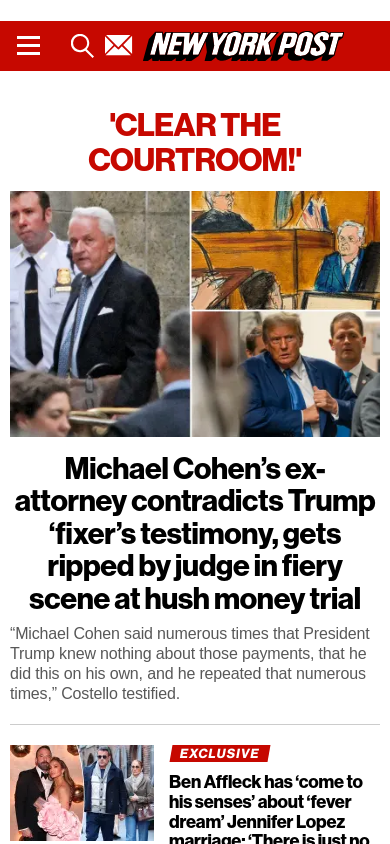 NEW YORK POST
'CLEAR THE
COURTROOM!'
Michael Cohen’s ex-
attorney contradicts Trump
‘fixer’s testimony, gets
ripped by judge in fiery
scene at hush money trial
“Michael Cohen said numerous times that President
Trump knew nothing about those payments, that he
did this on his own, and he repeated that numerous
times,” Costello testified.
EXCLUSIVE
Ben Affleck has ‘come to
his senses’ about ‘fever
dream’ Jennifer Lopez
marriage: ‘There is just no